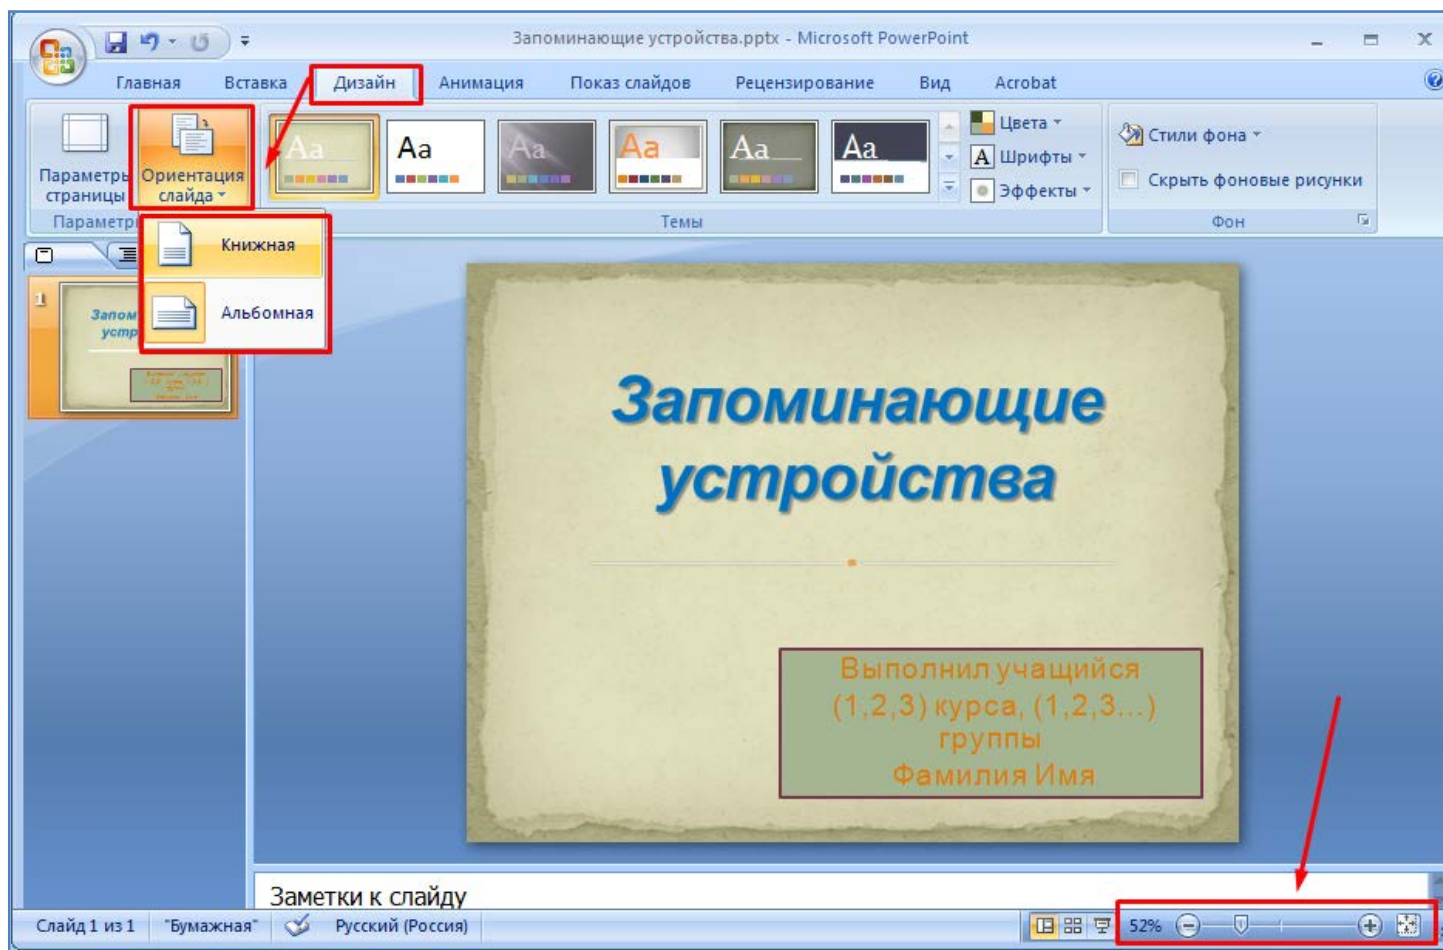 Запоминающие устройства.pptx - Microsoft PowerPoint
Главная Вставка Дизайн Анимация Показ слайдов Рецензирование Вид Acrobat
Параметры страницы
Ориентация слайда
Aa Aa Aa Aa Aa Aa
Цвета
Шрифты
Эффекты
Стили фона
Скрыть фоновые рисунки
Параметры
Темы
Фон
Книжная
Альбомная
1
Запоминающие
устройства
Выполнил учащийся
(1,2,3) курса, (1,2,3...)
группы
Фамилия Имя
Заметки к слайду
Слайд 1 из 1 "Бумажная" Русский (Россия) 52%